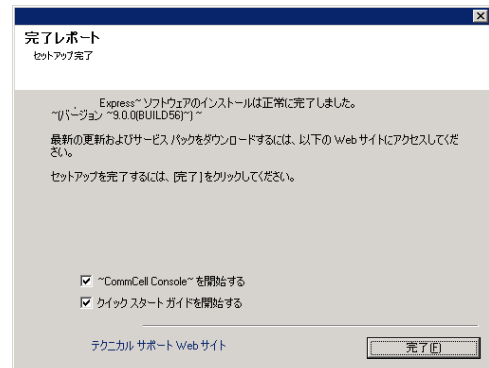 完了レポート
セットアップ完了
Express~ ソフトウェアのインストールは正常に完了しました。
~(バージョン ~9.0.0(BUILD56)~) ~
最新の更新およびサービス パックをダウンロードするには、以下の Web サイトにアクセスしてくだ
さい。
セットアップを完了するには、[完了]をクリックしてください。
~CommCell Console~ を開始する
クイック スタート ガイドを開始する
テクニカル サポート Web サイト
完了(F)